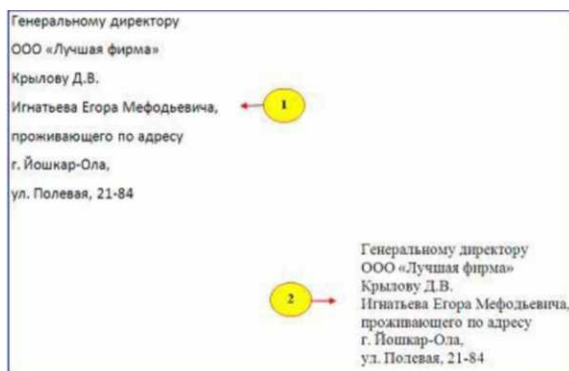 Генеральному директору
ООО «Лучшая фирма»
Крылову Д.В.
Игнатьева Егора Мефодьевича,
проживающего по адресу
г. Йошкар-Ола,
ул. Полевая, 21-84
1
2
Генеральному директору
ООО «Лучшая фирма»
Крылову Д.В.
Игнатьева Егора Мефодьевича,
проживающего по адресу
г. Йошкар-Ола,
ул. Полевая, 21-84